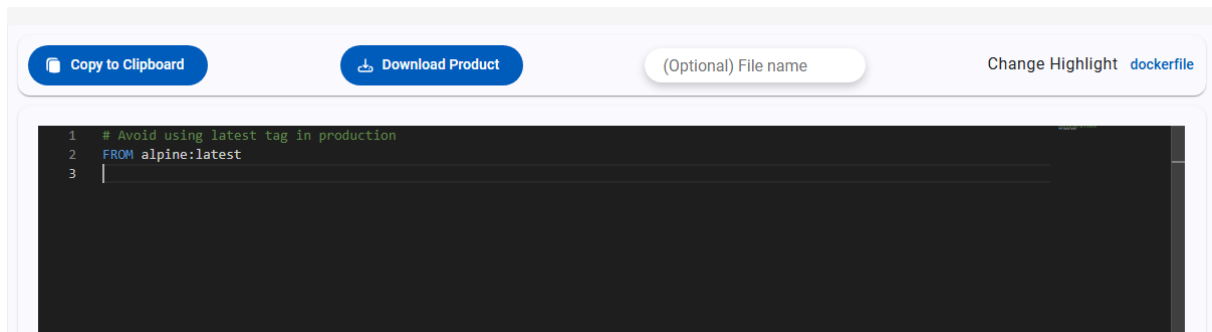 Copy to Clipboard
Download Product
(Optional) File name
Change Highlight dockerfile
1 # Avoid using latest tag in production
2 FROM alpine:latest
3